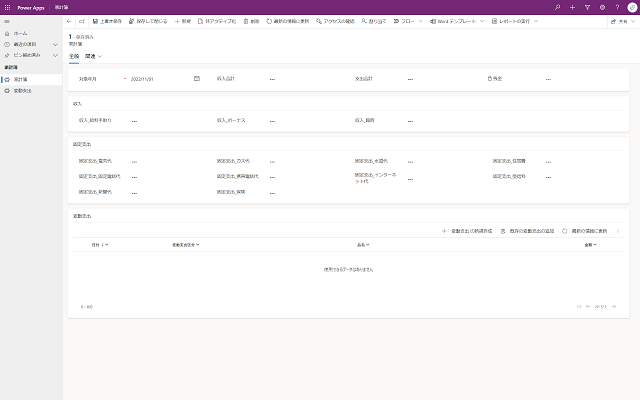 Power Apps 家計簿
上書き保存 保存して閉じる 新規 非アクティブ化 削除 最新の情報に更新 アクセスの確認 割り当て フロー Word テンプレート レポートの実行 共有
ホーム
最近の項目
ピン留め済み
家計簿
変動支出
1 - 保存済み
家計簿
全般 関連
対象年月 * 2022/11/01 収入合計 --- 支出合計 --- 残金 ---
収入
収入_給料手取り --- 収入_ボーナス --- 収入_副業 ---
固定支出
固定支出_電気代 --- 固定支出_ガス代 --- 固定支出_水道代 --- 固定支出_住居費 ---
固定支出_固定電話代 --- 固定支出_携帯電話代 --- 固定支出_インターネット代 --- 固定支出_受信料 ---
固定支出_新聞代 --- 固定支出_保険 ---
変動支出
変動支出 の新規作成 既存の変動支出の追加 最新の情報に更新
日付 ↓ 変動支出区分 品名 金額
使用できるデータはありません
0 - 0/0
ページ 1